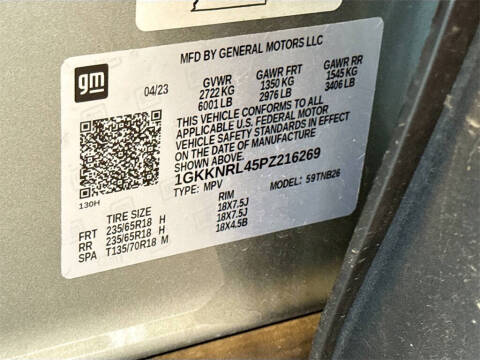 MFD BY GENERAL MOTORS LLC
gm
04/23
GVWR
2722 KG
6001 LB
GAWR FRT
1350 KG
2976 LB
GAWR RR
1545 KG
3406 LB
THIS VEHICLE CONFORMS TO ALL
APPLICABLE U.S. FEDERAL MOTOR
VEHICLE SAFETY STANDARDS IN EFFECT
ON THE DATE OF MANUFACTURE
SHOWN ABOVE.
1GKKNRL45PZ216269
TYPE: MPV
MODEL: 59TNB26
130H
TIRE SIZE
RIM
FRT 235/65R18 H 18X7.5J
RR 235/65R18 H 18X7.5J
SPA T135/70R18 M 18X4.5B